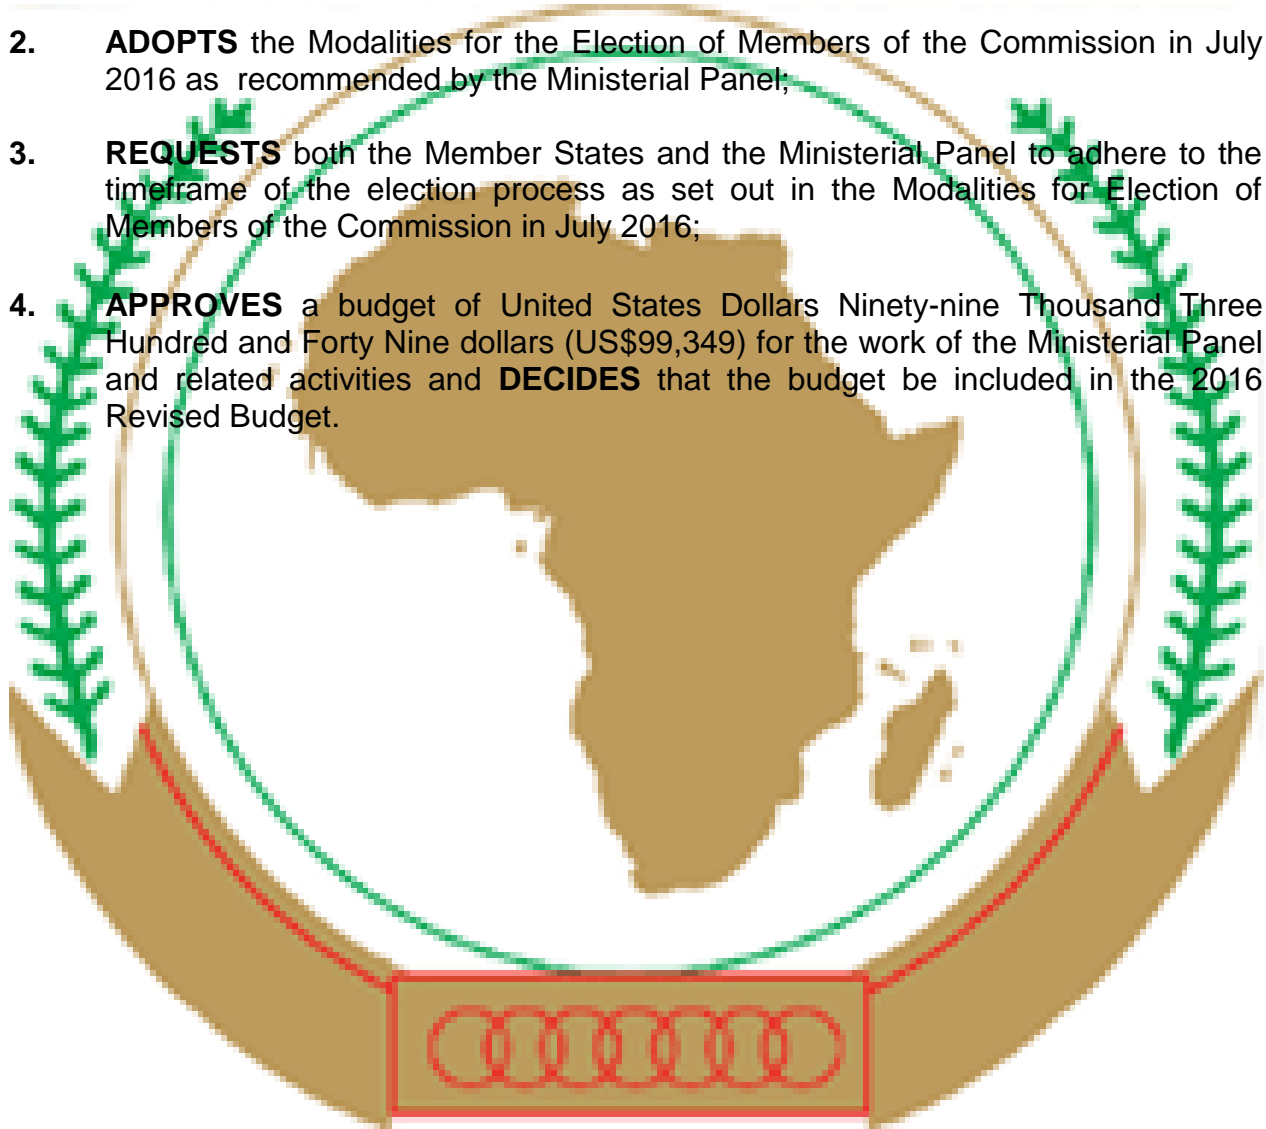 2. ADOPTS the Modalities for the Election of Members of the Commission in July
2016 as recommended by the Ministerial Panel;
3. REQUESTS both the Member States and the Ministerial Panel to adhere to the
timeframe of the election process as set out in the Modalities for Election of
Members of the Commission in July 2016;
4. APPROVES a budget of United States Dollars Ninety-nine Thousand Three
Hundred and Forty Nine dollars (US$99,349) for the work of the Ministerial Panel
and related activities and DECIDES that the budget be included in the 2016
Revised Budget.